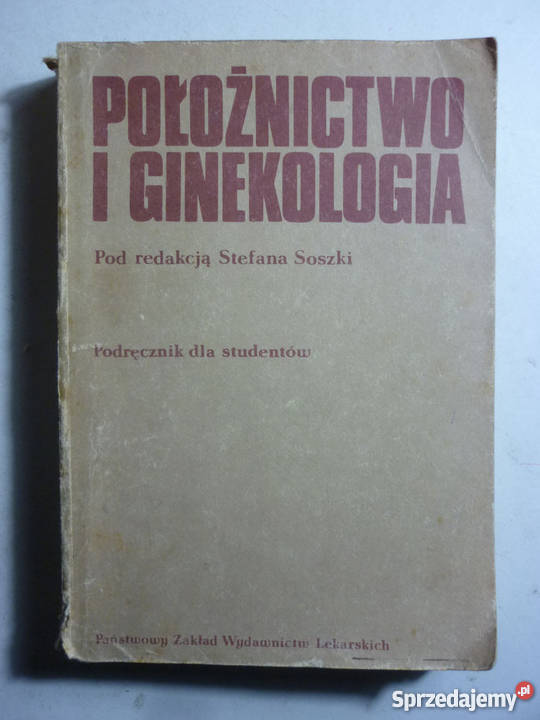 POŁOŻNICTWO
I GINEKOLOGIA
Pod redakcją Stefana Soszki
Podręcznik dla studentów
Państwowy Zakład Wydawnictw Lekarskich
Sprzedajemy.pl